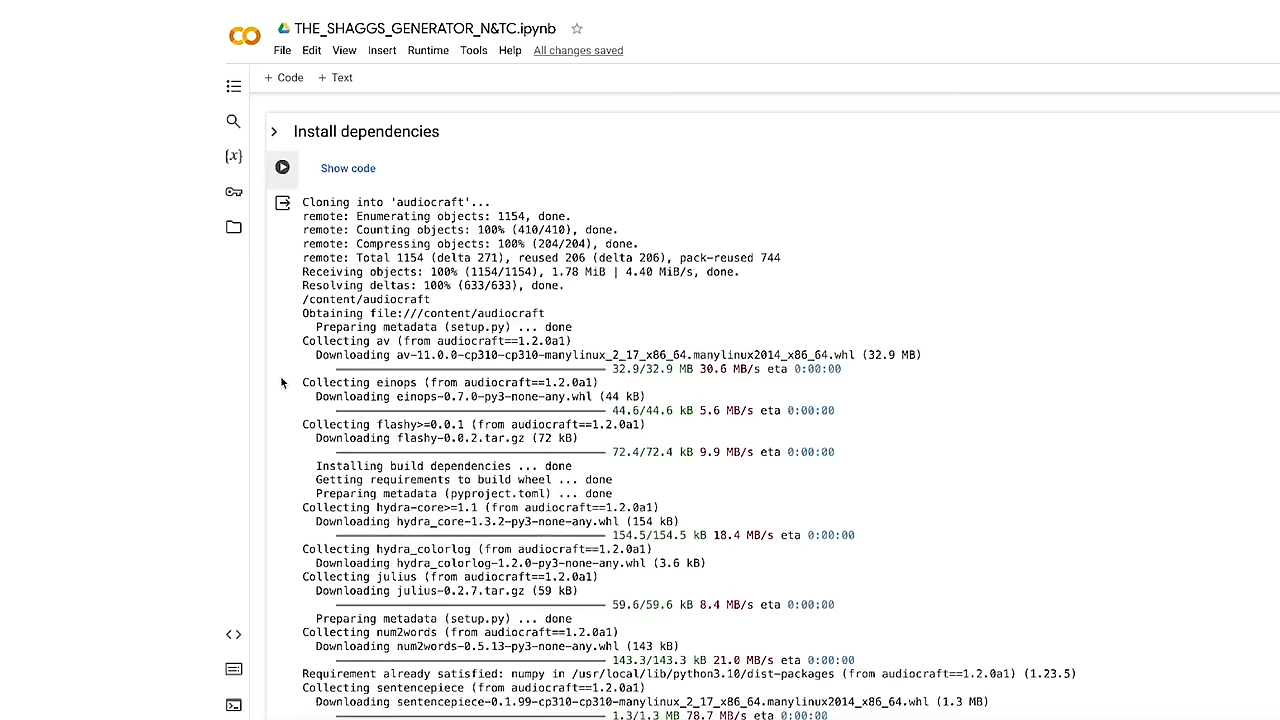 THE_SHAGGS_GENERATOR_N&TC.ipynb
File Edit View Insert Runtime Tools Help All changes saved
+ Code + Text
Install dependencies
Show code
Cloning into 'audiocraft'...
remote: Enumerating objects: 1154, done.
remote: Counting objects: 100% (410/410), done.
remote: Compressing objects: 100% (204/204), done.
remote: Total 1154 (delta 271), reused 206 (delta 206), pack-reused 744
Receiving objects: 100% (1154/1154), 1.78 MiB | 4.40 MiB/s, done.
Resolving deltas: 100% (633/633), done.
/content/audiocraft
Obtaining file:///content/audiocraft
Preparing metadata (setup.py) ... done
Collecting av (from audiocraft==1.2.0a1)
Downloading av-11.0.0-cp310-cp310-manylinux_2_17_x86_64.manylinux2014_x86_64.whl (32.9 MB)
32.9/32.9 MB 30.6 MB/s eta 0:00:00
Collecting einops (from audiocraft==1.2.0a1)
Downloading einops-0.7.0-py3-none-any.whl (44 kB)
44.6/44.6 kB 5.6 MB/s eta 0:00:00
Collecting flashy>=0.0.1 (from audiocraft==1.2.0a1)
Downloading flashy-0.0.2.tar.gz (72 kB)
72.4/72.4 kB 9.9 MB/s eta 0:00:00
Installing build dependencies ... done
Getting requirements to build wheel ... done
Preparing metadata (pyproject.toml) ... done
Collecting hydra-core>=1.1 (from audiocraft==1.2.0a1)
Downloading hydra_core-1.3.2-py3-none-any.whl (154 kB)
154.5/154.5 kB 18.4 MB/s eta 0:00:00
Collecting hydra_colorlog (from audiocraft==1.2.0a1)
Downloading hydra_colorlog-1.2.0-py3-none-any.whl (3.6 kB)
Collecting julius (from audiocraft==1.2.0a1)
Downloading julius-0.2.7.tar.gz (59 kB)
59.6/59.6 kB 8.4 MB/s eta 0:00:00
Preparing metadata (setup.py) ... done
Collecting num2words (from audiocraft==1.2.0a1)
Downloading num2words-0.5.13-py3-none-any.whl (143 kB)
143.3/143.3 kB 21.0 MB/s eta 0:00:00
Requirement already satisfied: numpy in /usr/local/lib/python3.10/dist-packages (from audiocraft==1.2.0a1) (1.23.5)
Collecting sentencepiece (from audiocraft==1.2.0a1)
Downloading sentencepiece-0.1.99-cp310-cp310-manylinux_2_17_x86_64.manylinux2014_x86_64.whl (1.3 MB)
1.3/1.3 MB 78.7 MB/s eta 0:00:00